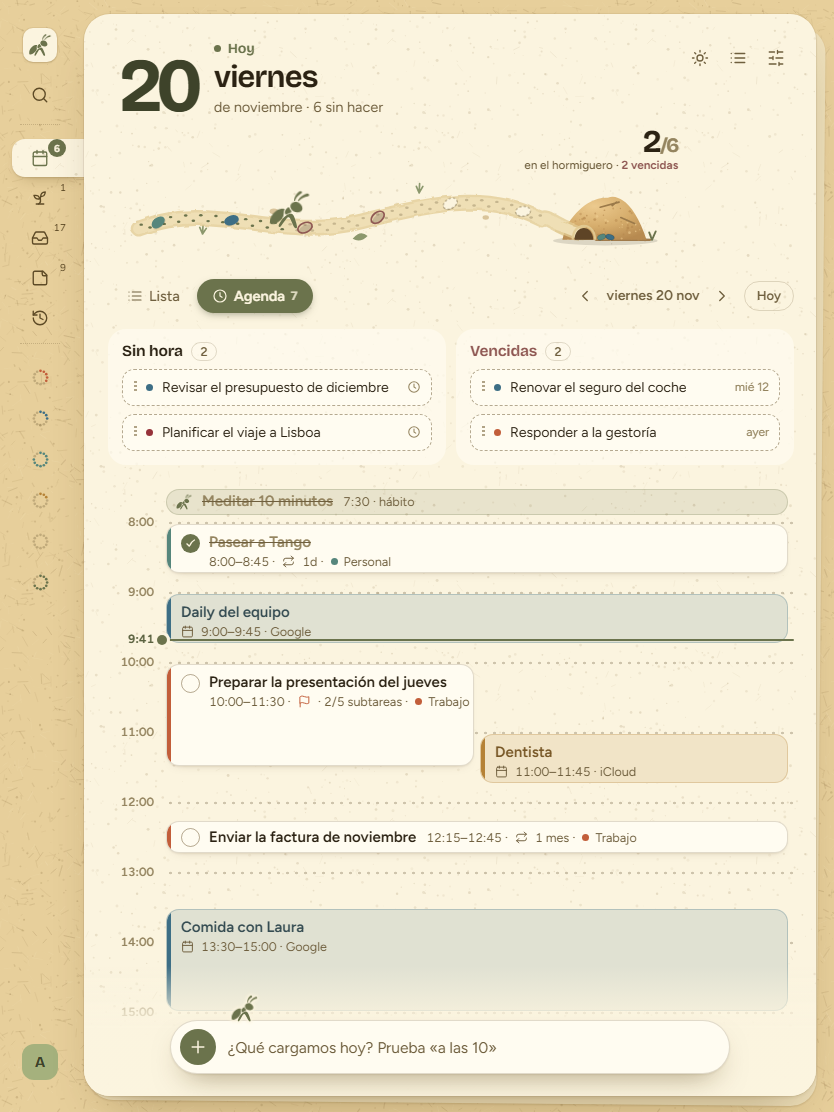 Hoy
20 viernes
de noviembre · 6 sin hacer
2/6
en el hormiguero · 2 vencidas
6
1
17
9
Lista
Agenda 7
viernes 20 nov
Hoy
Sin hora 2
Revisar el presupuesto de diciembre
Planificar el viaje a Lisboa
Vencidas 2
Renovar el seguro del coche mié 12
Responder a la gestoría ayer
Meditar 10 minutos 7:30 · hábito
8:00
Pasear a Tango
8:00–8:45 · 1d · Personal
9:00
Daily del equipo
9:00–9:45 · Google
9:41
10:00
Preparar la presentación del jueves
10:00–11:30 · · 2/5 subtareas · Trabajo
11:00
Dentista
11:00–11:45 · iCloud
12:00
Enviar la factura de noviembre 12:15–12:45 · 1 mes · Trabajo
13:00
Comida con Laura
14:00
13:30–15:00 · Google
15:00
¿Qué cargamos hoy? Prueba «a las 10»
A